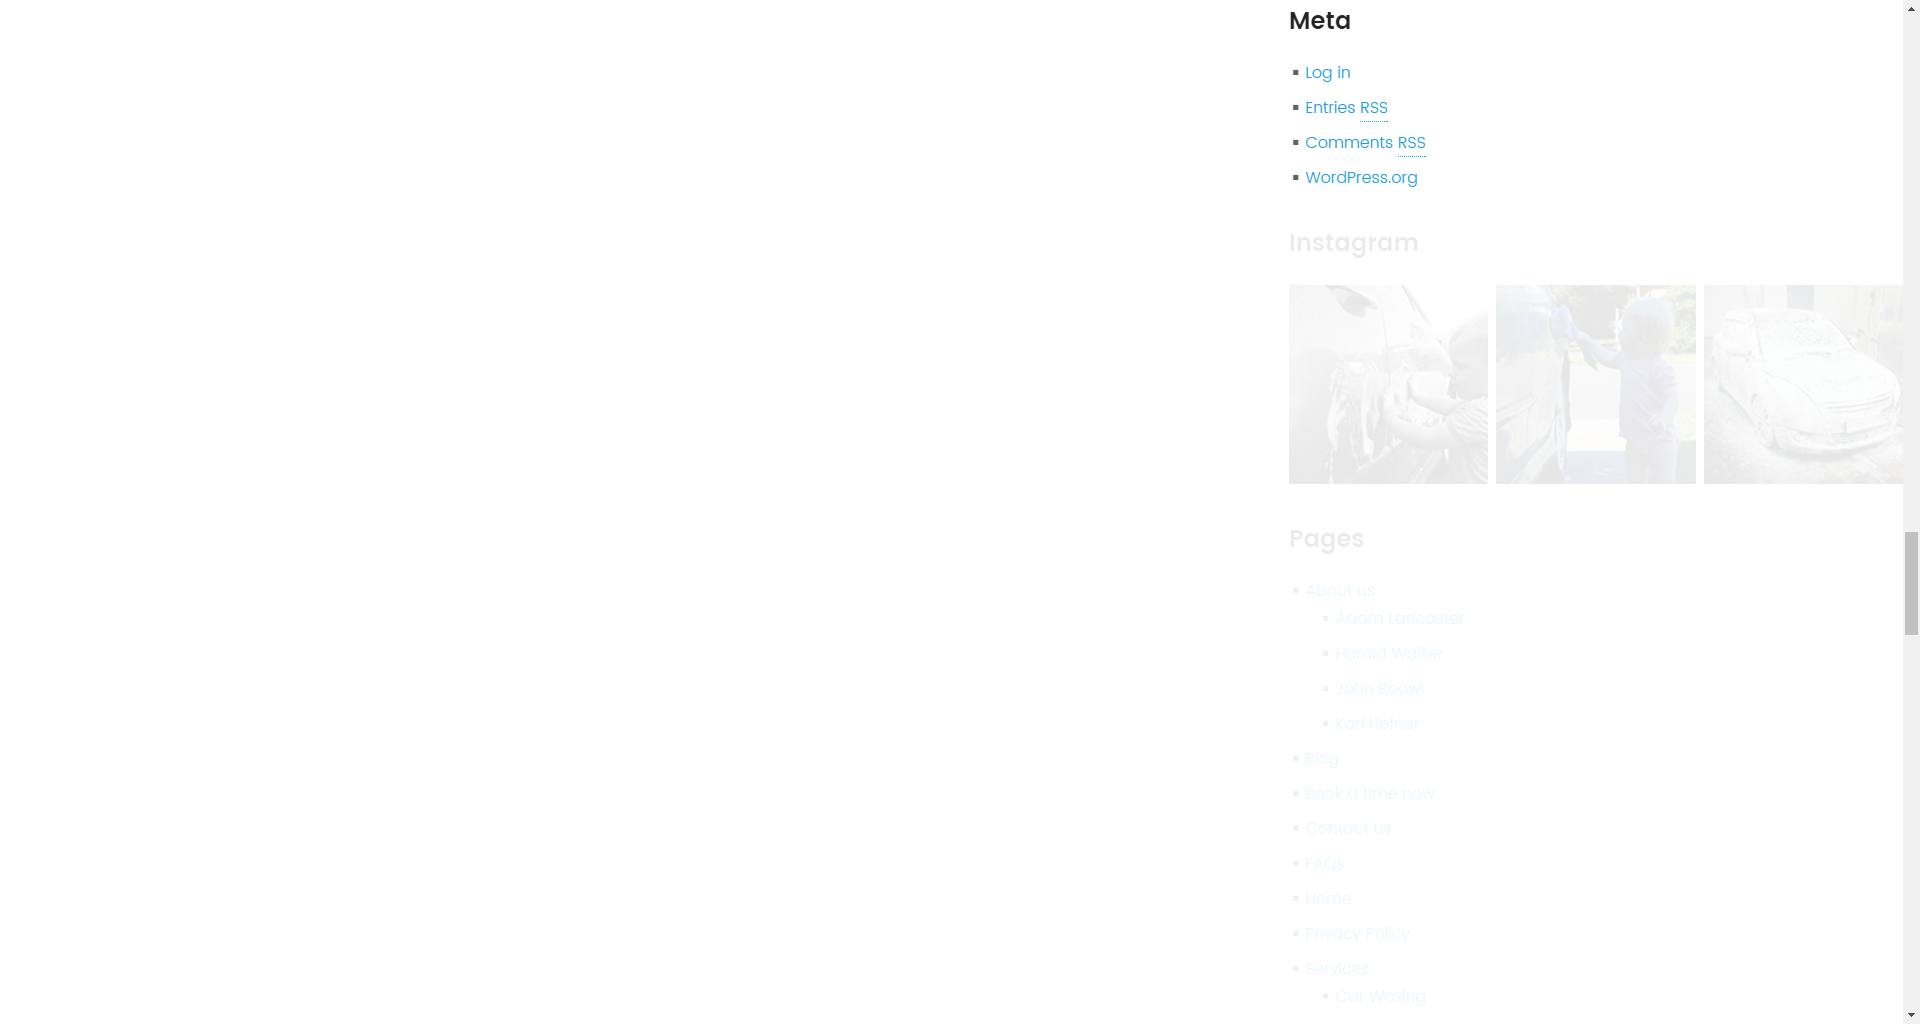 Meta
Log in
Entries RSS
Comments RSS
WordPress.org
Instagram
Pages
About us
Adam Lancaster
Harold Walker
John Boowl
Karl Hefner
Blog
Book a time now
Contact us
FAQs
Home
Privacy Policy
Services
Car Waxing